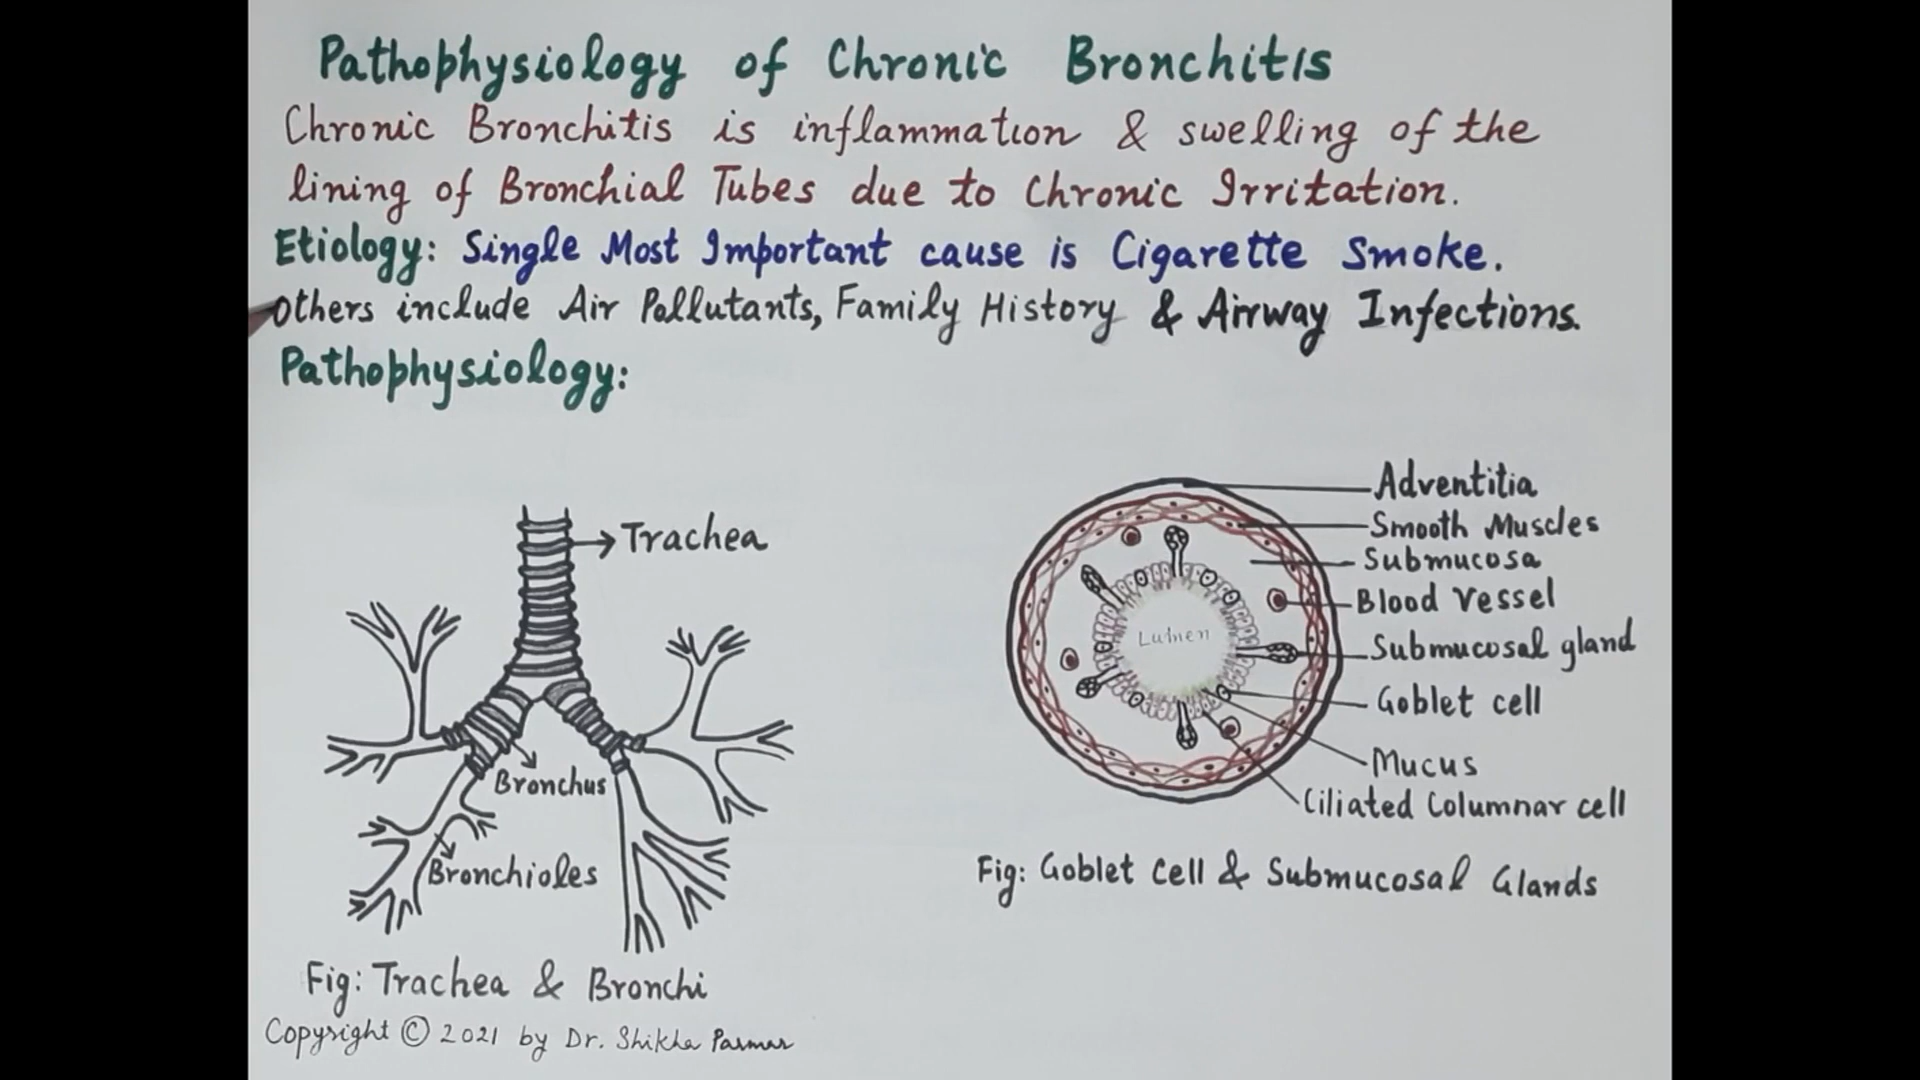 Pathophysiology of Chronic Bronchitis
Chronic Bronchitis is inflammation & swelling of the
lining of Bronchial Tubes due to Chronic Irritation.
Etiology: Single Most Important cause is Cigarette Smoke.
Others include Air Pollutants, Family History & Airway Infections.
Pathophysiology:
Trachea
Bronchus
Bronchioles
Fig: Trachea & Bronchi
Adventitia
Smooth Muscles
Submucosa
Blood Vessel
Submucosal gland
Lumen
Goblet cell
Mucus
Ciliated Columnar cell
Fig: Goblet Cell & Submucosal Glands
Copyright © 2021 by Dr. Shikha Parmar